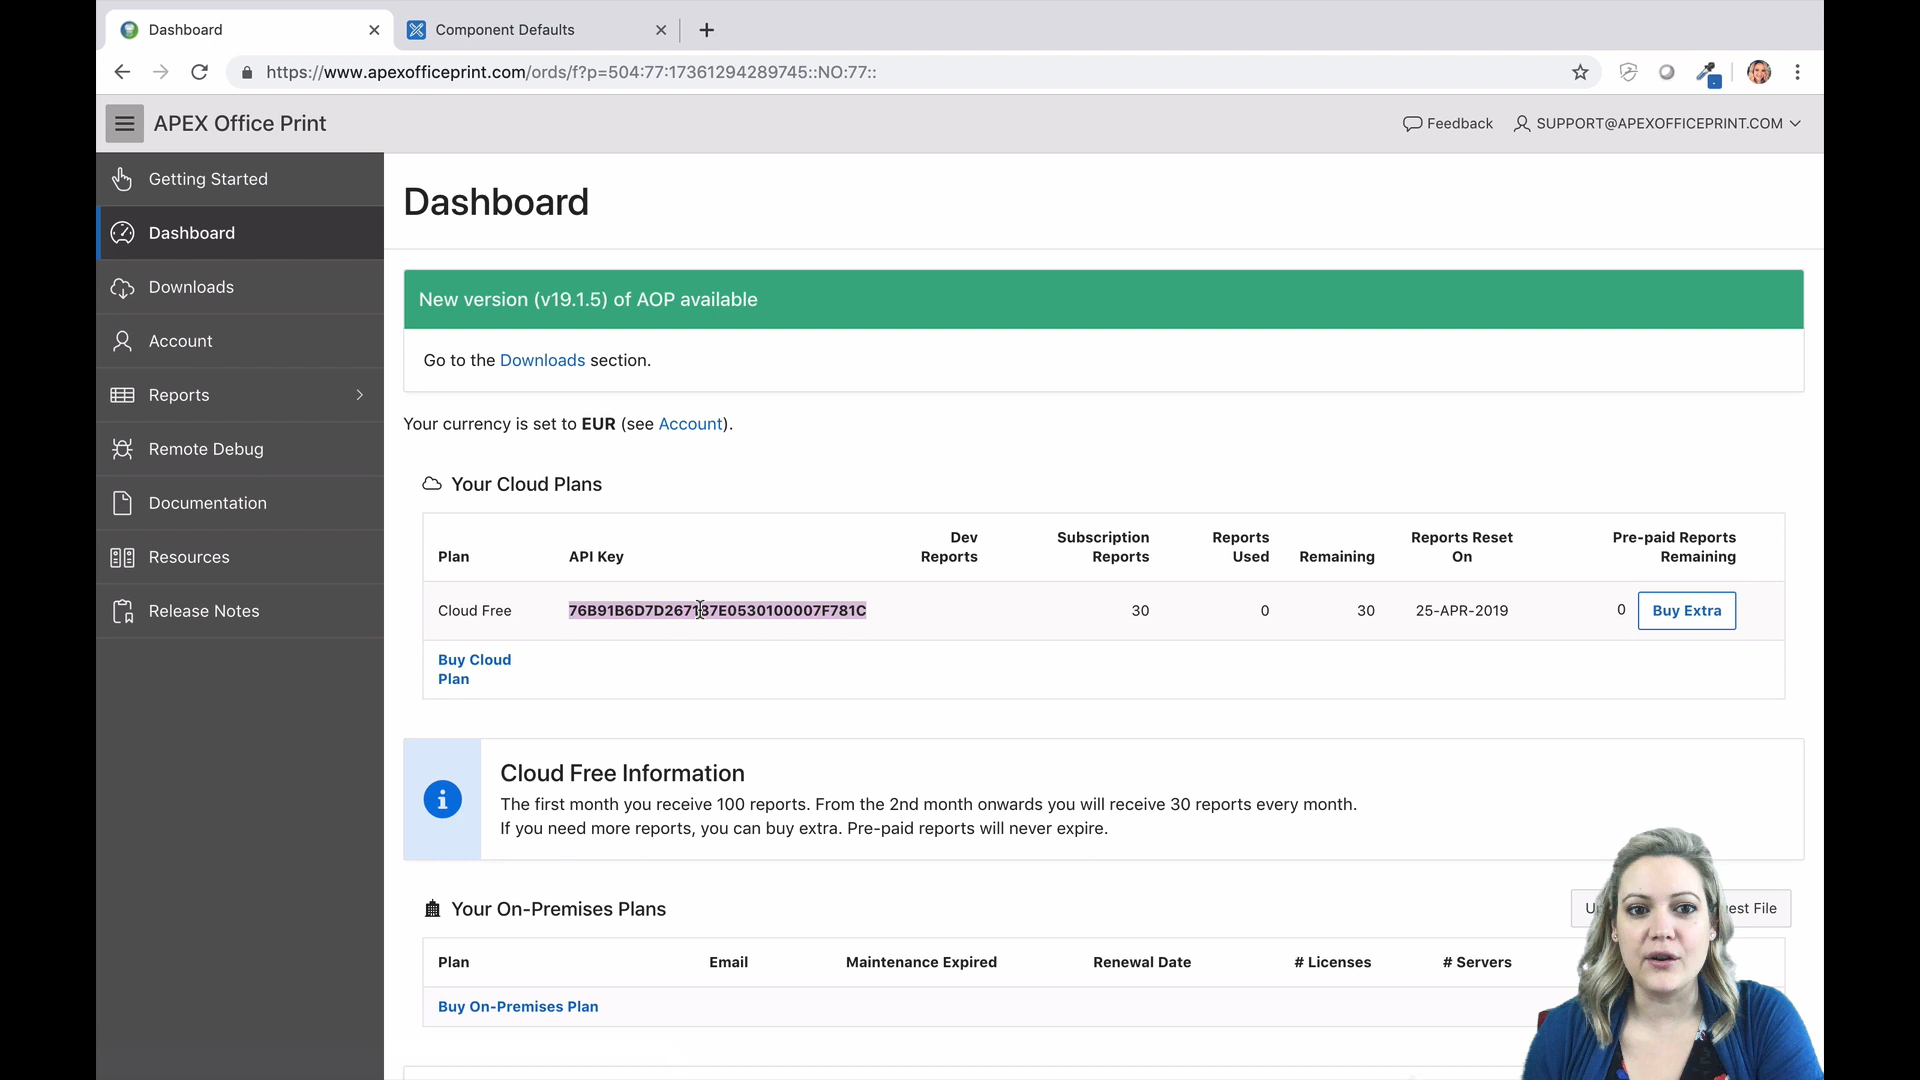 Dashboard
Component Defaults
https://www.apexofficeprint.com/ords/f?p=504:77:17361294289745::NO:77::
APEX Office Print
Feedback
SUPPORT@APEXOFFICEPRINT.COM
Getting Started
Dashboard
Downloads
Account
Reports
Remote Debug
Documentation
Resources
Release Notes
Dashboard
New version (v19.1.5) of AOP available
Go to the Downloads section.
Your currency is set to EUR (see Account).
Your Cloud Plans
Plan API Key Dev Reports Subscription Reports Reports Used Remaining Reports Reset On Pre-paid Reports Remaining
Cloud Free 76B91B6D7D267137E0530100007F781C 30 0 30 25-APR-2019 0 Buy Extra
Buy Cloud
Plan
Cloud Free Information
The first month you receive 100 reports. From the 2nd month onwards you will receive 30 reports every month.
If you need more reports, you can buy extra. Pre-paid reports will never expire.
Your On-Premises Plans
File
Plan Email Maintenance Expired Renewal Date # Licenses # Servers
Buy On-Premises Plan